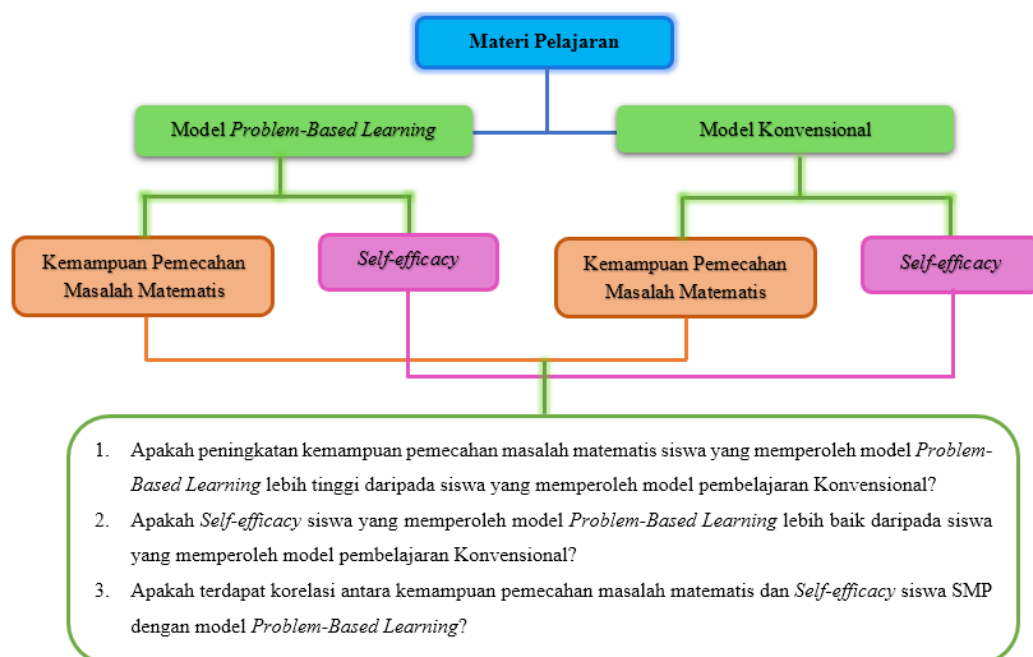 Materi Pelajaran
Model Problem-Based Learning
Model Konvensional
Kemampuan Pemecahan
Masalah Matematis
Self-efficacy
Kemampuan Pemecahan
Masalah Matematis
Self-efficacy
1. Apakah peningkatan kemampuan pemecahan masalah matematis siswa yang memperoleh model Problem-
Based Learning lebih tinggi daripada siswa yang memperoleh model pembelajaran Konvensional?
2. Apakah Self-efficacy siswa yang memperoleh model Problem-Based Learning lebih baik daripada siswa
yang memperoleh model pembelajaran Konvensional?
3. Apakah terdapat korelasi antara kemampuan pemecahan masalah matematis dan Self-efficacy siswa SMP
dengan model Problem-Based Learning?